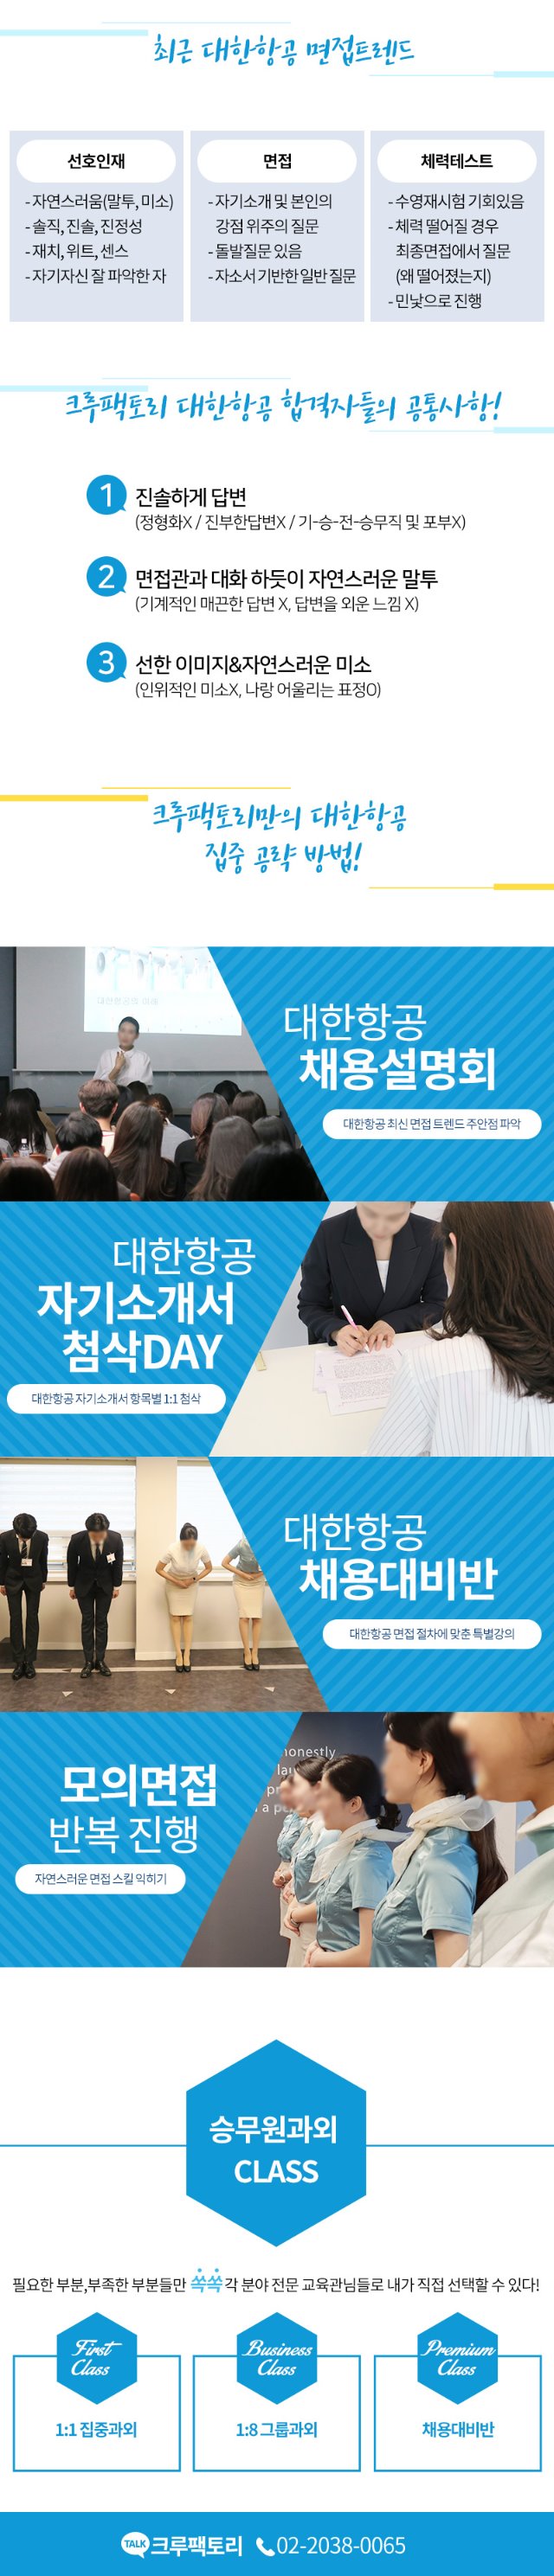 최근 대한항공 면접트렌드
선호인재
- 자연스러움(말투, 미소)
- 솔직, 진솔, 진정성
- 재치, 위트, 센스
- 자기자신 잘 파악한 자
면접
- 자기소개 및 본인의
강점 위주의 질문
- 돌발질문 있음
- 자소서 기반한 일반 질문
체력테스트
- 수영재시험 기회있음
- 체력 떨어질 경우
최종면접에서 질문
(왜 떨어졌는지)
- 민낯으로 진행
크루팩토리 대한항공 합격자들의 공통사항!
1 진솔하게 답변
(정형화X / 진부한답변X / 기-승-전-승무직 및 포부X)
2 면접관과 대화 하듯이 자연스러운 말투
(기계적인 매끈한 답변 X, 답변을 외운 느낌 X)
3 선한 이미지&자연스러운 미소
(인위적인 미소X, 나랑 어울리는 표정O)
크루팩토리만의 대한항공
집중 공략 방법!
대한항공
채용설명회
대한항공 최신 면접 트렌드 주안점 파악
대한항공
자기소개서
첨삭DAY
대한항공 자기소개서 항목별 1:1 첨삭
대한항공
채용대비반
대한항공 면접 절차에 맞춘 특별강의
honestly
모의면접
반복 진행
자연스러운 면접 스킬 익히기
승무원과외
CLASS
필요한 부분,부족한 부분들만 쏙쏙 각 분야 전문 교육관님들로 내가 직접 선택할 수 있다!
First
Class
1:1 집중과외
Business
Class
1:8 그룹과외
Premium
Class
채용대비반
TALK 크루팩토리 02-2038-0065